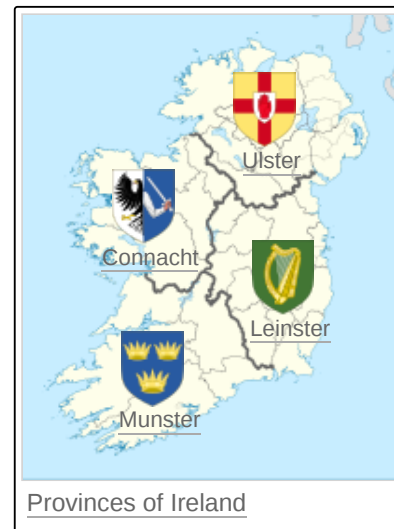 Ulster
Connacht
Leinster
Munster
Provinces of Ireland